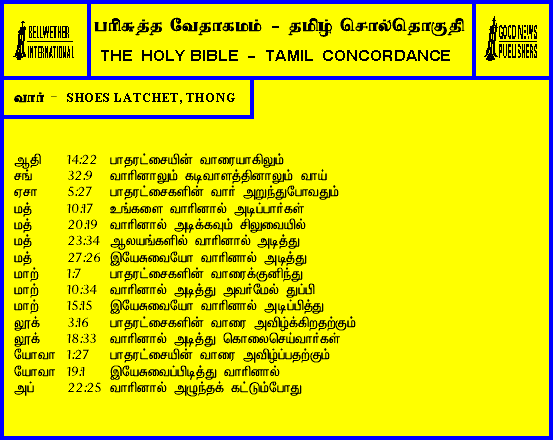 BELLWETHER INTERNATIONAL
பரிசுத்த வேதாகமம் - தமிழ் சொல்தொகுதி
THE HOLY BIBLE - TAMIL CONCORDANCE
GOOD NEWS PUBLISHERS
வார் - SHOES LATCHET, THONG
ஆதி 14:22 பாதரட்சையின் வாரையாகிலும்
சங் 32:9 வாரினாலும் கடிவாளத்தினாலும் வாய்
ஏசா 5:27 பாதரட்சைகளின் வார் அறுந்துபோவதும்
மத் 10:17 உங்களை வாரினால் அடிப்பார்கள்
மத் 20:19 வாரினால் அடிக்கவும் சிலுவையில்
மத் 23:34 ஆலயங்களில் வாரினால் அடித்து
மத் 27:26 இயேசுவையோ வாரினால் அடித்து
மாற் 1:7 பாதரட்சைகளின் வாரைக்குனிந்து
மாற் 10:34 வாரினால் அடித்து அவர்மேல் துப்பி
மாற் 15:15 இயேசுவையோ வாரினால் அடிப்பித்து
லூக் 3:16 பாதரட்சைகளின் வாரை அவிழ்க்கிறதற்கும்
லூக் 18:33 வாரினால் அடித்து கொலைசெய்வார்கள்
யோவா 1:27 பாதரட்சையின் வாரை அவிழ்ப்பதற்கும்
யோவா 19:1 இயேசுவைப்பிடித்து வாரினால்
அப் 22:25 வாரினால் அழுந்தக் கட்டும்போது